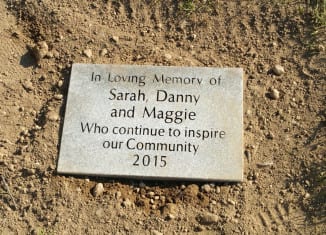 In Loving Memory of
Sarah, Danny
and Maggie
Who continue to inspire
our Community
2015